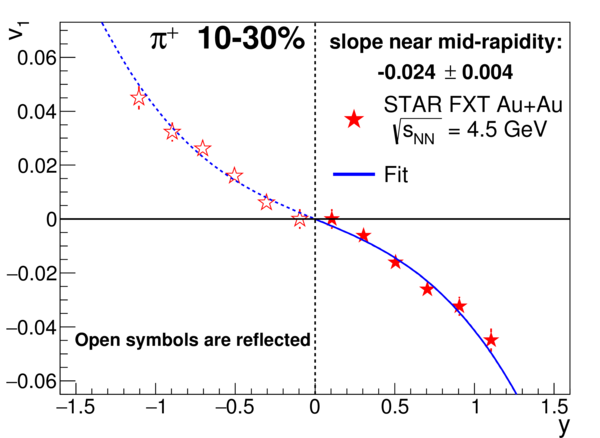 v₁
π⁺ 10-30%
slope near mid-rapidity:
-0.024 ± 0.004
STAR FXT Au+Au
√s_NN = 4.5 GeV
Fit
0.06
0.04
0.02
0
−0.02
−0.04
−0.06
Open symbols are reflected
−1.5 −1 −0.5 0 0.5 1 1.5
y